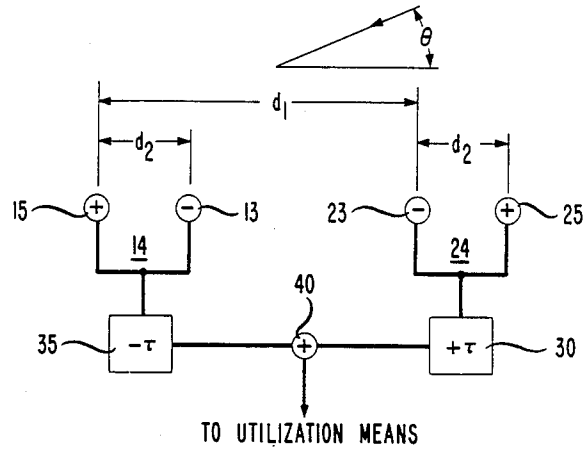 θ
d1
d2
d2
15 + − 13
23 − + 25
14
24
40
35 −τ
+
+τ 30
TO UTILIZATION MEANS